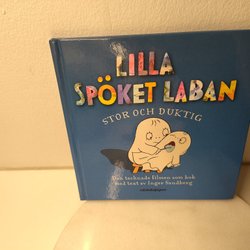 LILLA
SPÖKET LABAN
STOR OCH DUKTIG
Den tecknade filmen som bok
med text av Inger Sandberg